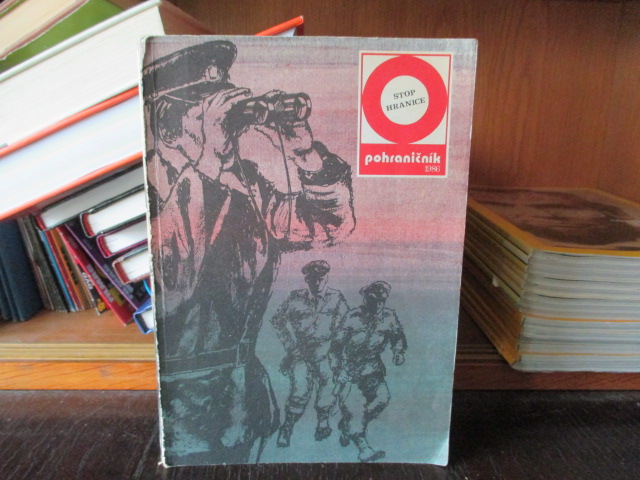 STOP
HRANICE
pohraničník
1986